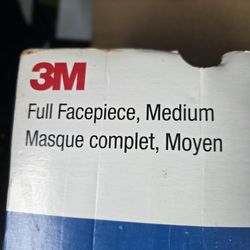 3M
Full Facepiece, Medium
Masque complet, Moyen